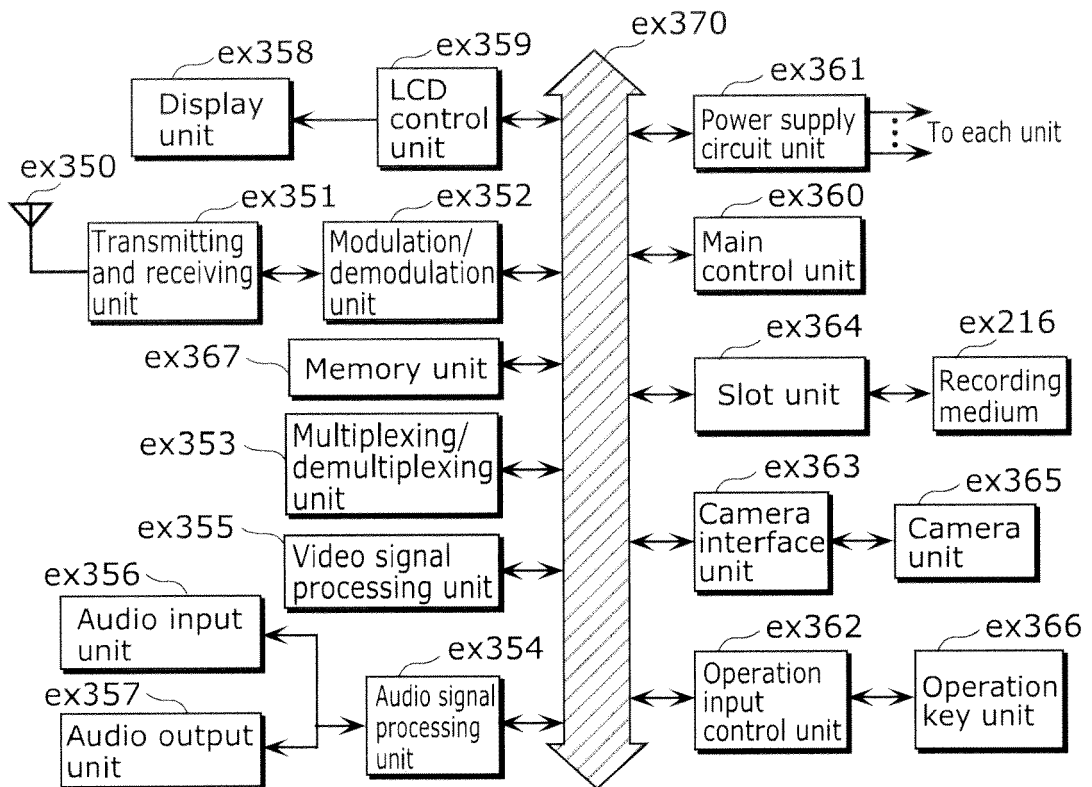 ex358
Display
unit
ex359
LCD
control
unit
ex370
ex361
Power supply
circuit unit
To each unit
ex350
ex351
Transmitting
and receiving
unit
ex352
Modulation/
demodulation
unit
ex360
Main
control unit
ex367
Memory unit
ex364
Slot unit
ex216
Recording
medium
ex353
Multiplexing/
demultiplexing
unit
ex363
Camera
interface
unit
ex365
Camera
unit
ex355
Video signal
processing unit
ex356
Audio input
unit
ex357
Audio output
unit
ex354
Audio signal
processing
unit
ex362
Operation
input
control unit
ex366
Operation
key unit